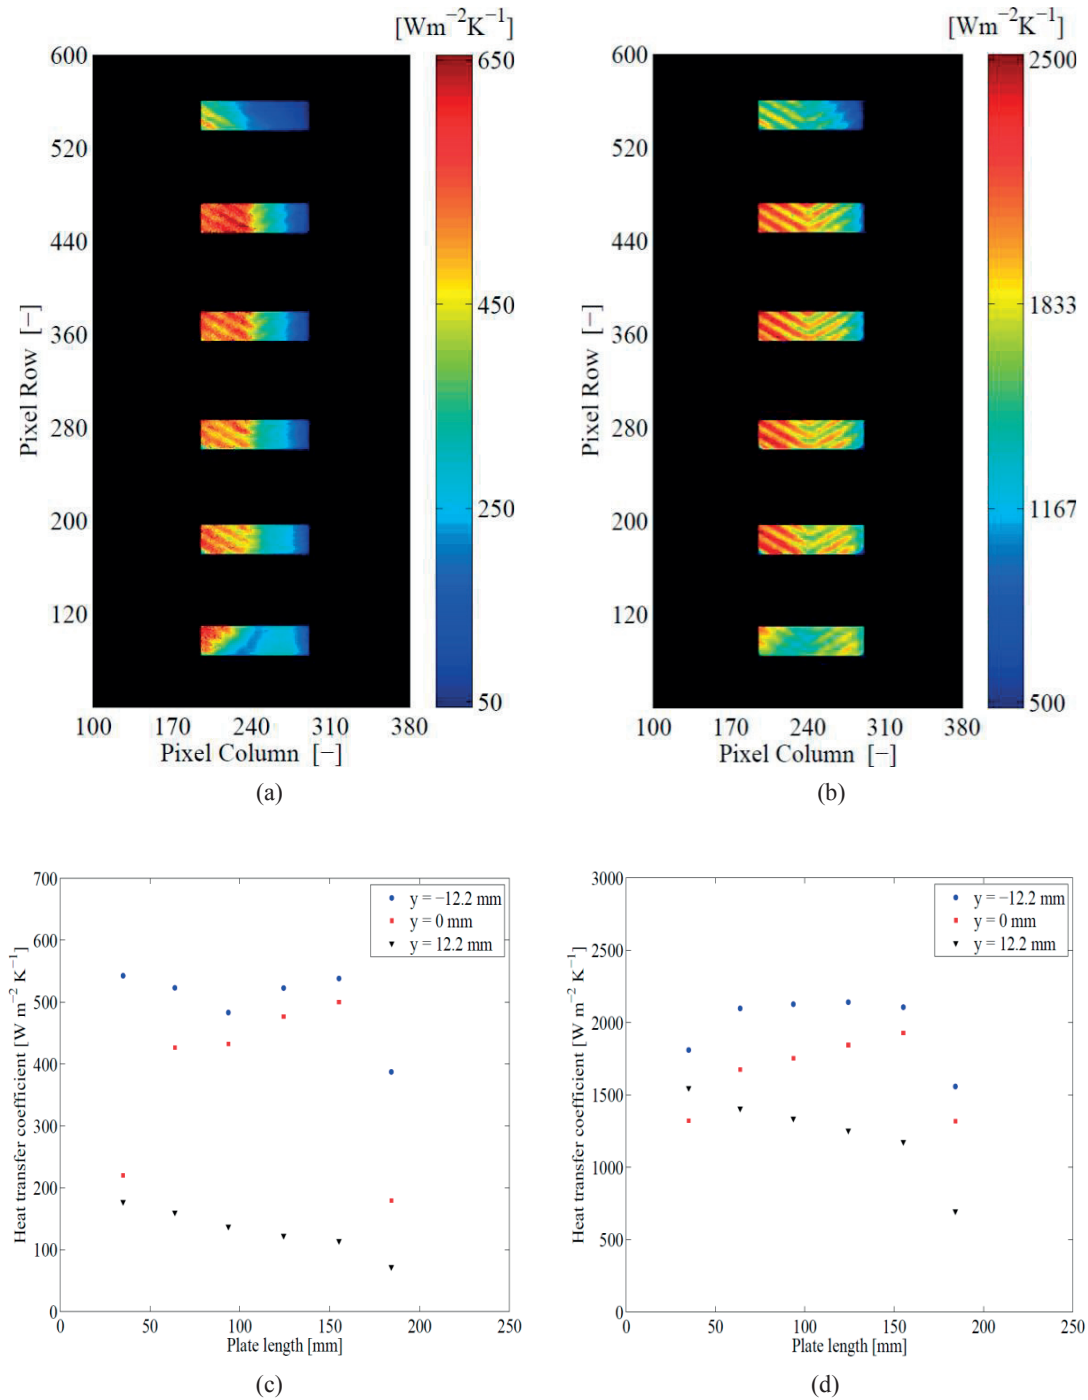 [Wm−2K−1]
600
520
440
360
280
200
120
Pixel Row [−]
100 170 240 310 380
Pixel Column [−]
650
450
250
50
(a)
[Wm−2K−1]
600
520
440
360
280
200
120
Pixel Row [−]
100 170 240 310 380
Pixel Column [−]
2500
1833
1167
500
(b)
700
600
500
400
300
200
100
0
Heat transfer coefficient [W m−2 K−1]
0 50 100 150 200 250
Plate length [mm]
y = −12.2 mm
y = 0 mm
y = 12.2 mm
(c)
3000
2500
2000
1500
1000
500
0
Heat transfer coefficient [W m−2 K−1]
0 50 100 150 200 250
Plate length [mm]
y = −12.2 mm
y = 0 mm
y = 12.2 mm
(d)